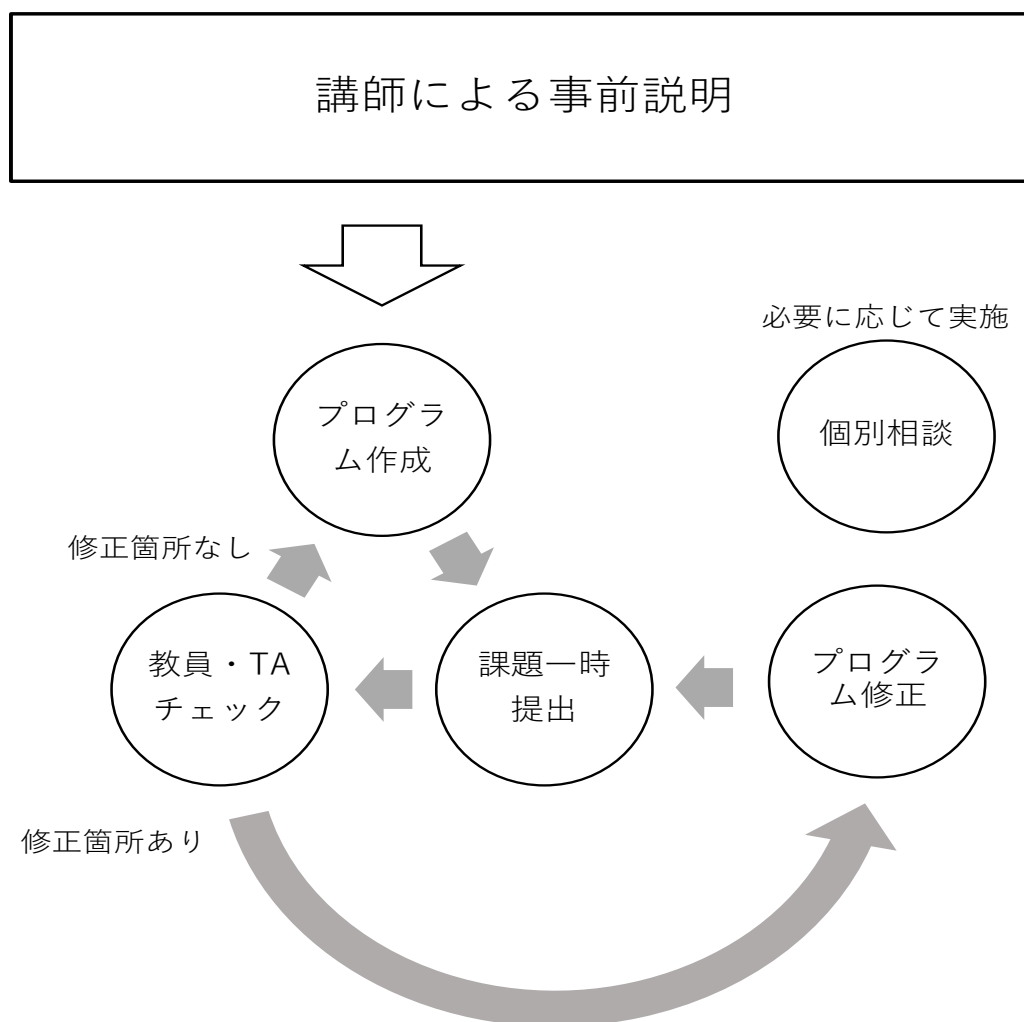 講師による事前説明
必要に応じて実施
プログラ
ム作成
個別相談
修正箇所なし
教員・TA
チェック
課題一時
提出
プログラ
ム修正
修正箇所あり